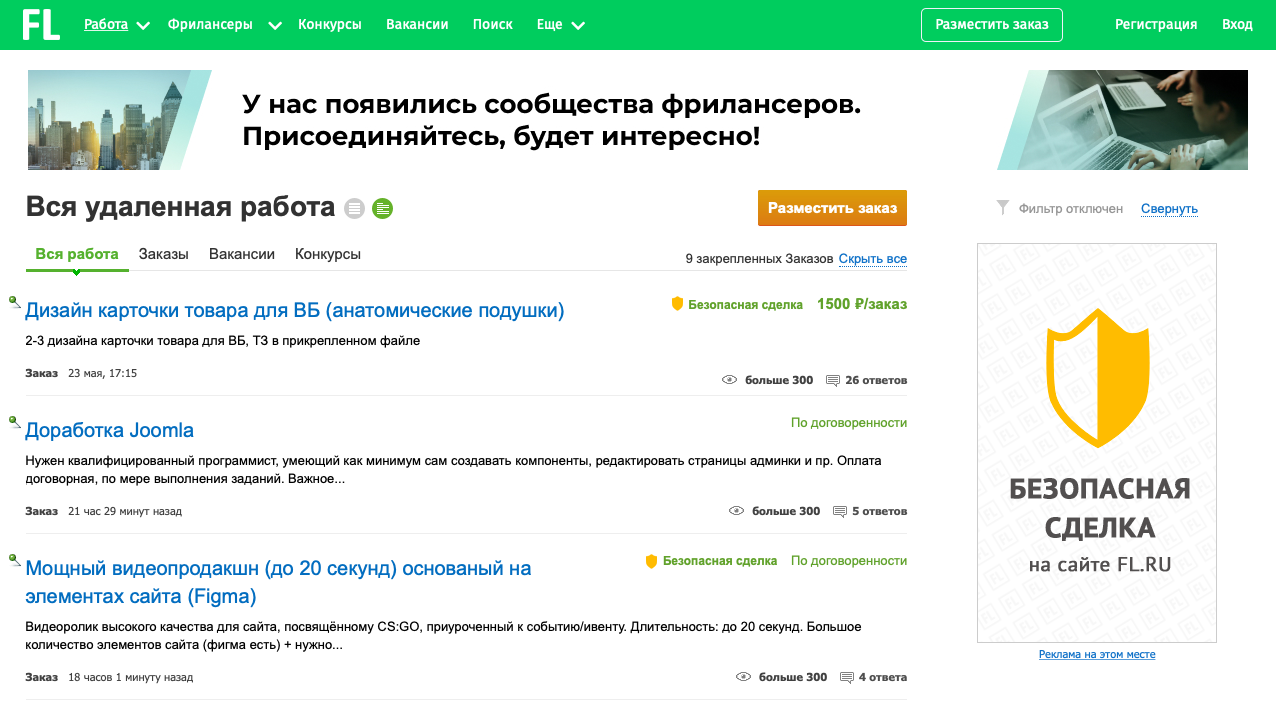 FL Работа Фрилансеры Конкурсы Вакансии Поиск Еще Разместить заказ Регистрация Вход
У нас появились сообщества фрилансеров.
Присоединяйтесь, будет интересно!
Вся удаленная работа
Разместить заказ
Фильтр отключен Свернуть
Вся работа Заказы Вакансии Конкурсы
9 закрепленных Заказов Скрыть все
Дизайн карточки товара для ВБ (анатомические подушки)
Безопасная сделка 1500 ₽/заказ
2-3 дизайна карточки товара для ВБ, ТЗ в прикрепленном файле
Заказ 23 мая, 17:15
больше 300 26 ответов
Доработка Joomla
По договоренности
Нужен квалифицированный программист, умеющий как минимум сам создавать компоненты, редактировать страницы админки и пр. Оплата
договорная, по мере выполнения заданий. Важное...
Заказ 21 час 29 минут назад
больше 300 5 ответов
Мощный видеопродакшн (до 20 секунд) основаный на
элементах сайта (Figma)
Безопасная сделка По договоренности
Видеоролик высокого качества для сайта, посвящённому CS:GO, приуроченный к событию/ивенту. Длительность: до 20 секунд. Большое
количество элементов сайта (фигма есть) + нужно...
Заказ 18 часов 1 минуту назад
больше 300 4 ответа
БЕЗОПАСНАЯ
СДЕЛКА
на сайте FL.RU
Реклама на этом месте